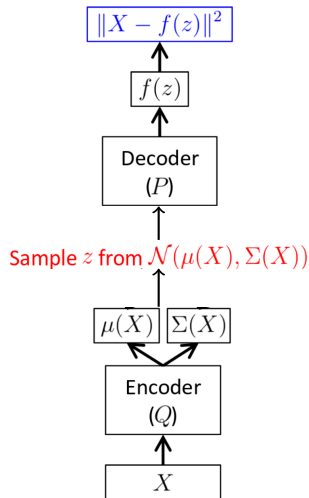 ‖X − f(z)‖²
f(z)
Decoder
(P)
Sample z from 𝒩(μ(X), Σ(X))
μ(X) Σ(X)
Encoder
(Q)
X